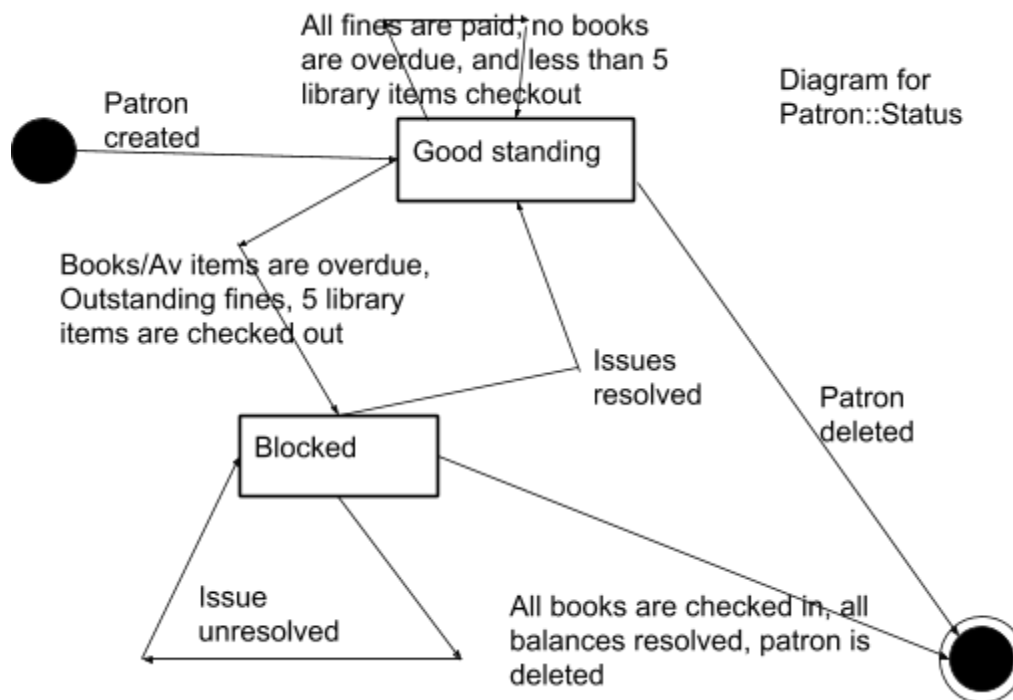 All fines are paid, no books
are overdue, and less than 5
library items checkout
Diagram for
Patron::Status
Patron
created
Good standing
Books/Av items are overdue,
Outstanding fines, 5 library
items are checked out
Issues
resolved
Patron
deleted
Blocked
Issue
unresolved
All books are checked in, all
balances resolved, patron is
deleted